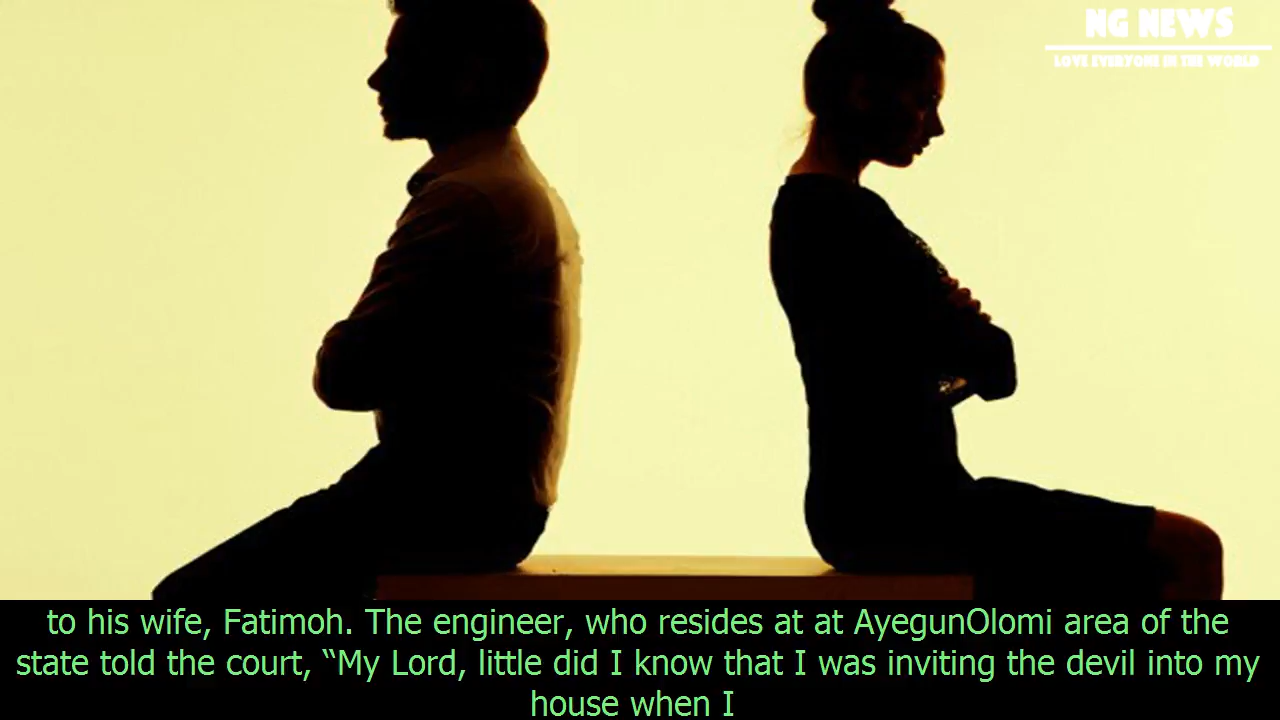 NG NEWS
LOVE EVERYONE IN THE WORLD
to his wife, Fatimoh. The engineer, who resides at at AyegunOlomi area of the
state told the court, “My Lord, little did I know that I was inviting the devil into my
house when I